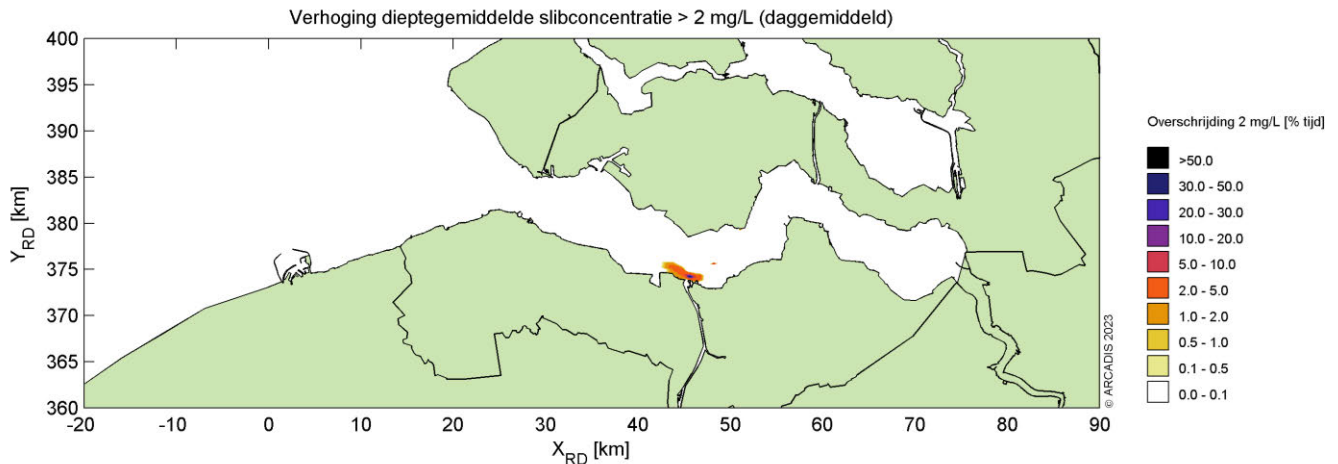 Verhoging dieptegemiddelde slibconcentratie > 2 mg/L (daggemiddeld)
400
395
390
385
380
375
370
365
360
Y_RD [km]
-20 -10 0 10 20 30 40 50 60 70 80 90
X_RD [km]
© ARCADIS 2023
Overschrijding 2 mg/L [% tijd]
>50.0
30.0 - 50.0
20.0 - 30.0
10.0 - 20.0
5.0 - 10.0
2.0 - 5.0
1.0 - 2.0
0.5 - 1.0
0.1 - 0.5
0.0 - 0.1